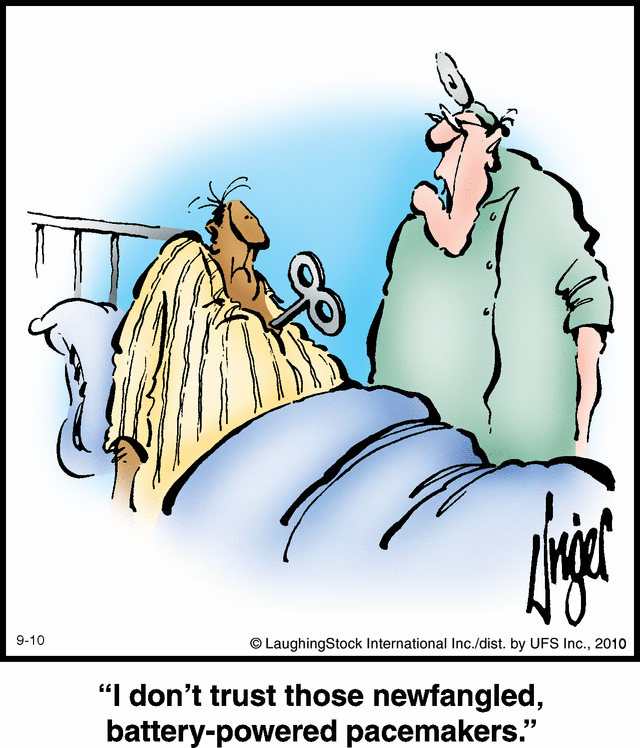 Unger
9-10
© LaughingStock International Inc./dist. by UFS Inc., 2010
“I don’t trust those newfangled,
battery-powered pacemakers.”